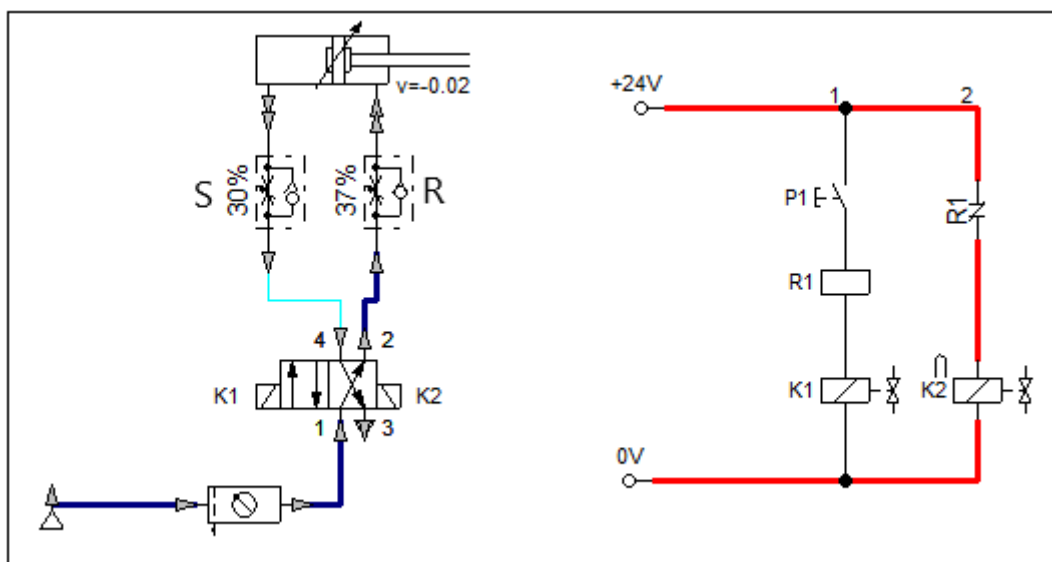 v=-0.02
S 30% 37% R
4 2
K1 K2
1 3
+24V 1 2
P1 R1
R1
K1 K2
0V